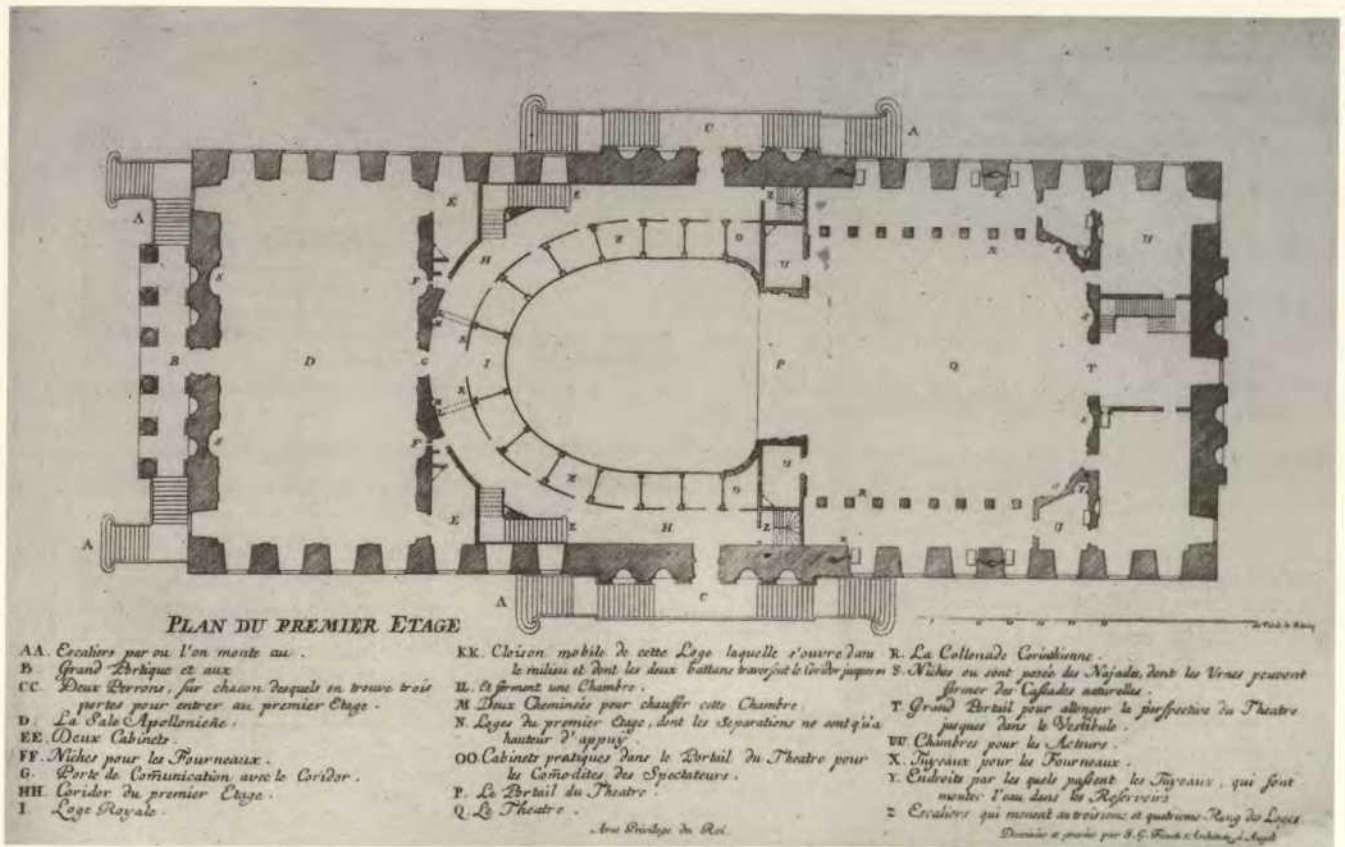 PLAN DU PREMIER ETAGE
AA. Escaliers par ou l'on monte au.
B Grand Portique et aux
CC. Deux Perrons, sur chacon desquels on trouve trois
portes pour entrer au premier Etage.
D. La Sale Apollonicñe.
EE. Deux Cabinets.
FF. Niches pour les Fourneaux.
G. Porte de Comunication avec le Coridor.
HH. Coridor du premier Etage.
I. Loge Royale.
KK. Cloison mobile de cette Loge laquelle s'ouvre dans
le milieu et dont les deux battans traversent le Coridor jusques en
LL. Et forment une Chambre.
M Deux Cheminées pour chauffer cette Chambre.
N. Loges du premier Etage, dont les Separations ne sont qu'a
hauteur d'appuy.
OO. Cabinets pratiques dans le Portail du Theatre pour
les Comodites des Spectateurs.
P. Le Portail du Theatre.
Q. Le Theatre.
R. La Collonade Corinthienne.
S. Niches ou sont posée des Najades, dont les Urnes peuvent
former des Cascades naturelles.
T Grand Portail pour allonger la perspective du Theatre
jusques dans le Vestibule.
UU. Chambres pour les Acteurs.
X. Tuyeaux pour les Fourneaux.
Y. Endroits par les quels passent les Tuyeaux, qui font
monter l'eau dans les Reservoirs
Z Escaliers qui menent au troisieme et quatrieme Rang des Loges
Avec Privilege du Roi.